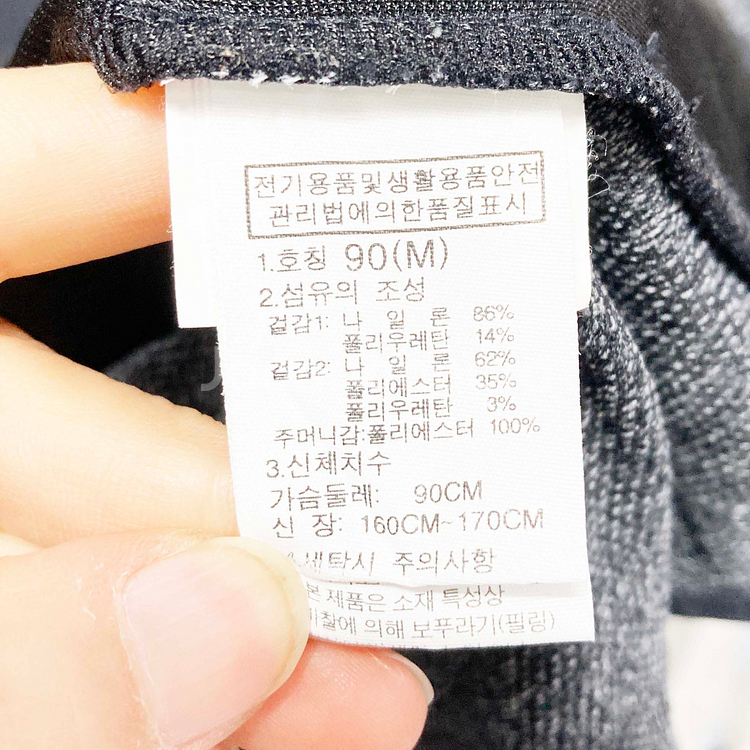 전기용품및생활용품안전
관리법에의한품질표시
1.호칭 90(M)
2.섬유의 조성
겉감1: 나 일 론 86%
폴리우레탄 14%
겉감2: 나 일 론 62%
폴리에스터 35%
폴리우레탄 3%
주머니감:폴리에스터 100%
3.신체치수
가슴둘레: 90CM
신 장: 160CM~170CM
세탁시 주의사항
본 제품은 소재 특성상
의해 보푸라기(필링)